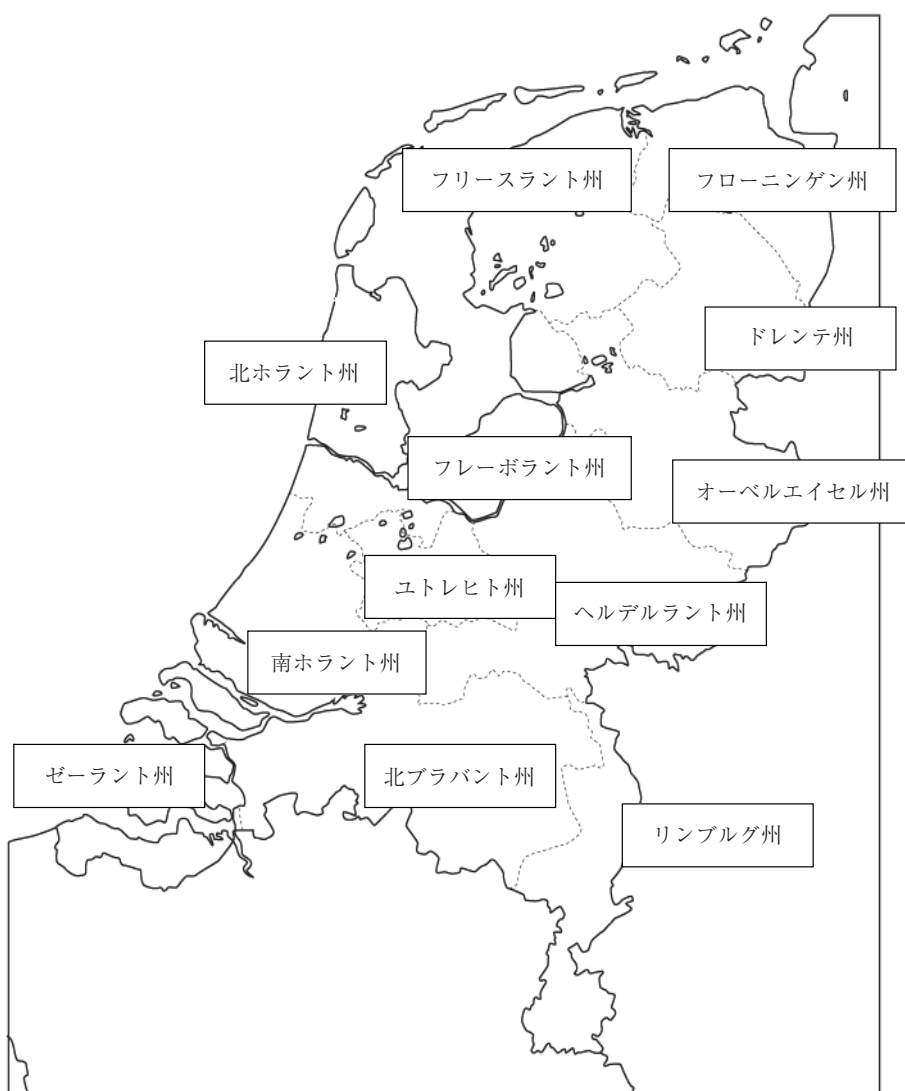 フリースラント州
フローニンゲン州
ドレンテ州
北ホラント州
フレーボラント州
オーベルエイセル州
ユトレヒト州
ヘルデルラント州
南ホラント州
ゼーラント州
北ブラバント州
リンブルグ州